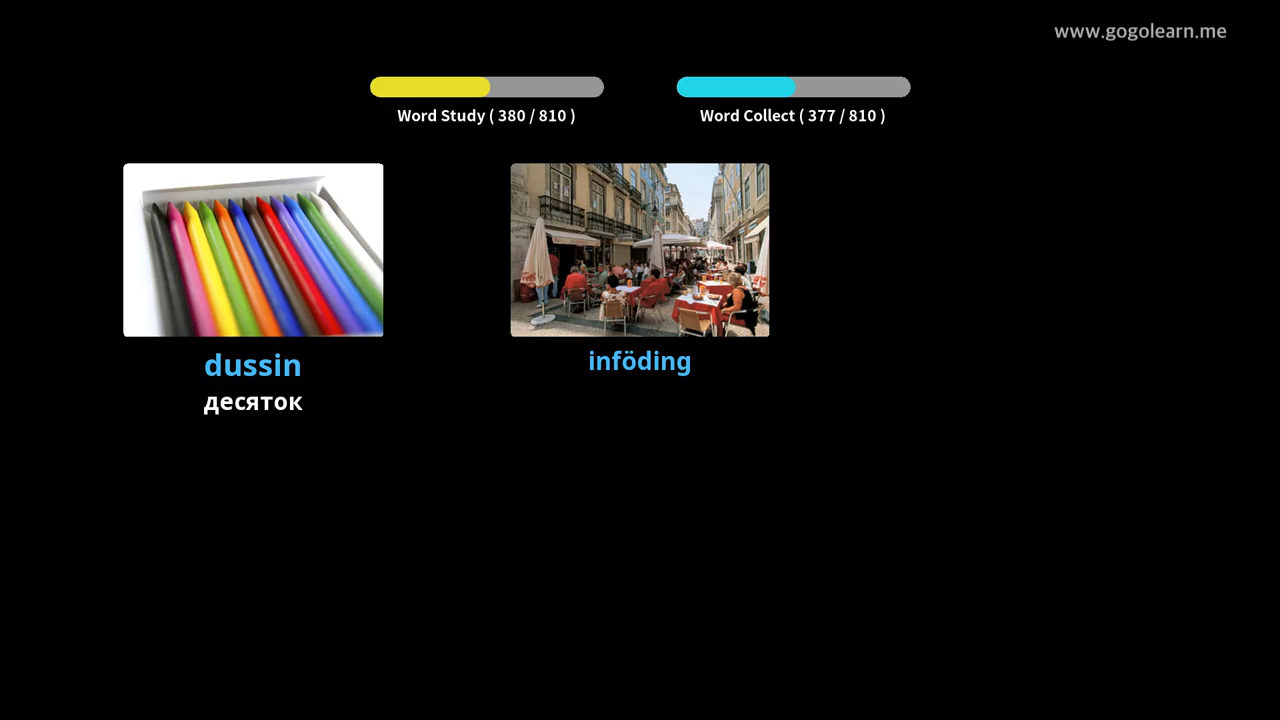 www.gogolearn.me
Word Study ( 380 / 810 )
Word Collect ( 377 / 810 )
dussin
десяток
inföding